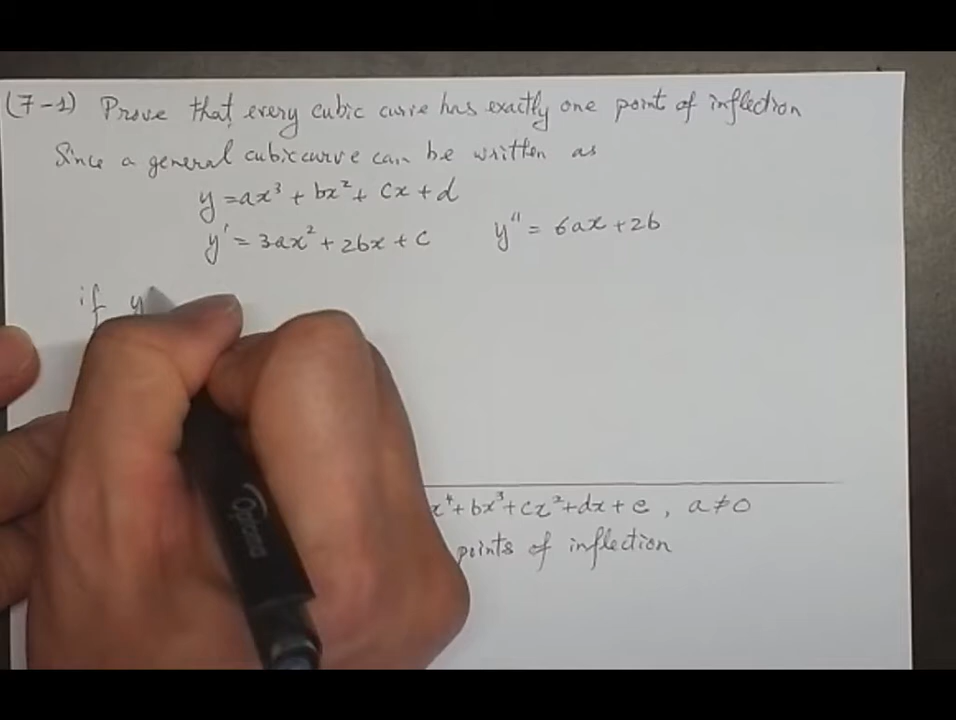 (7-1) Prove that every cubic curve has exactly one point of inflection
Since a general cubic curve can be written as
y = ax³ + bx² + cx + d
y' = 3ax² + 2bx + c y'' = 6ax + 2b
if y
x⁴+bx³+cx²+dx+e, a≠0
points of inflection